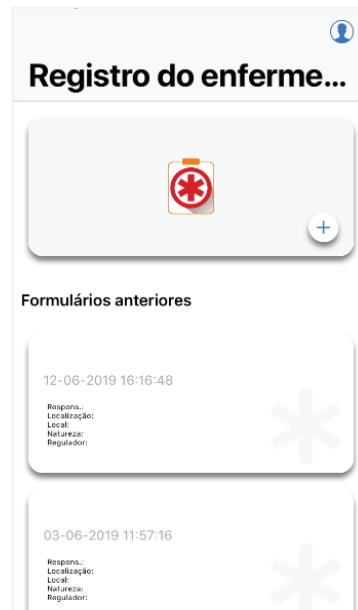 Registro do enferme...
Formulários anteriores
12-06-2019 16:16:48
Respons.:
Localização:
Local:
Natureza:
Regulador:
03-06-2019 11:57:16
Respons.:
Localização:
Local:
Natureza:
Regulador: